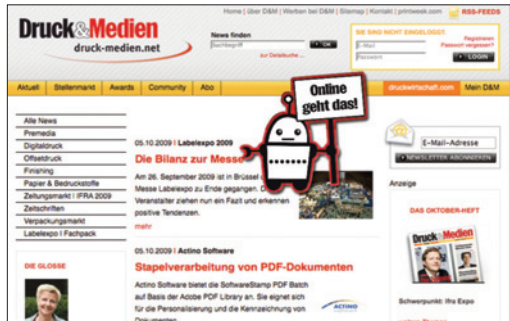 Home | über D&M | Werben bei D&M | Sitemap | Kontakt | printweek.com
RSS-FEEDS
Druck&Medien
druck-medien.net
News finden
Suchbegriff
OK
zur Detailsuche ...
SIE SIND NICHT EINGELOGGT.
E-Mail
Passwort
Registrieren
Passwort vergessen?
LOGIN
Aktuell
Stellenmarkt
Awards
Community
Abo
druckwirtschaft.com
Mein D&M
Online
geht das!
Alle News
Premedia
Digitaldruck
Offsetdruck
Finishing
Papier & Bedruckstoffe
Zeitungsmarkt | IFRA 2009
Zeitschriften
Verpackungsmarkt
Labelexpo | Fachpack
DIE GLOSSE
05.10.2009 | Labelexpo 2009
Die Bilanz zur Messe
Am 26. September 2009 ist in Brüssel
Messe Labelexpo zu Ende gegangen.
Veranstalter ziehen nun ein Fazit und erkennen
positive Tendenzen.
mehr
05.10.2009 | Actino Software
Stapelverarbeitung von PDF-Dokumenten
Actino Software bietet die SoftwareStamp PDF Batch
auf Basis der Adobe PDF Library an. Sie eignet sich
für die Personalisierung und die Kennzeichnung von
Dokumenten
ACTINO
E-Mail-Adresse
NEWSLETTER ABONNIEREN
Anzeige
DAS OKTOBER-HEFT
Druck&Medien
Schwerpunkt: Ifra Expo